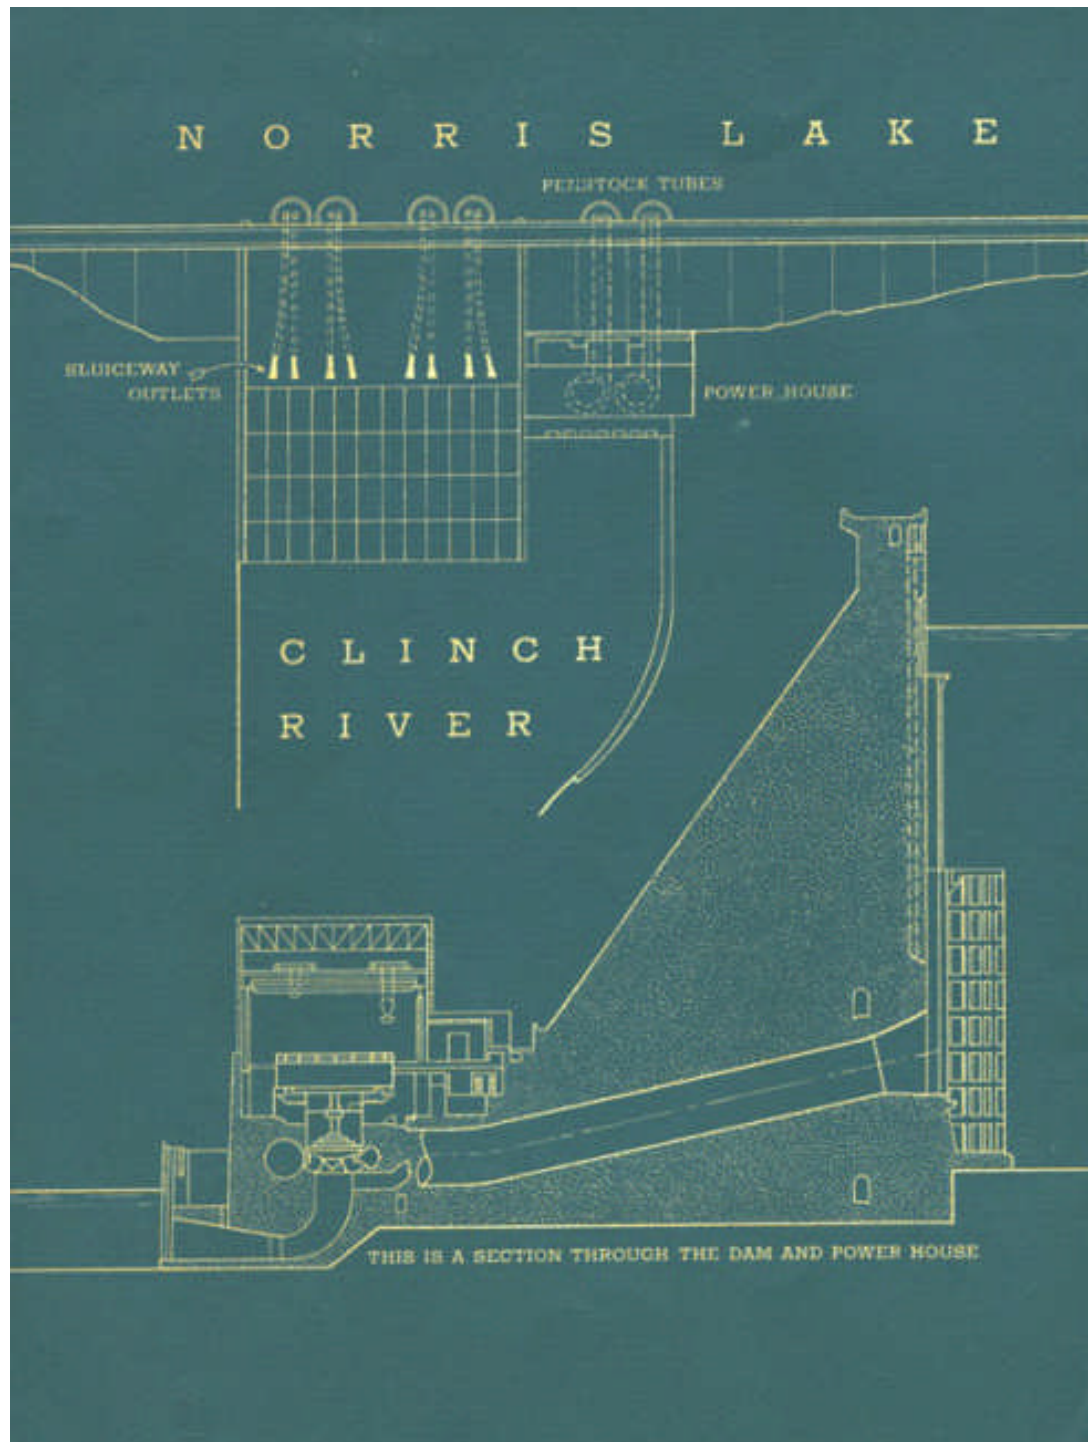 NORRIS LAKE
PENSTOCK TUBES
SLUICEWAY
OUTLETS
POWER HOUSE
CLINCH
RIVER
THIS IS A SECTION THROUGH THE DAM AND POWER HOUSE